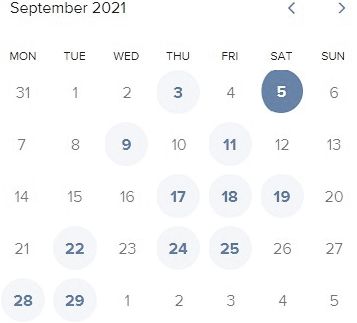 September 2021 < >
MON TUE WED THU FRI SAT SUN
31 1 2 3 4 5 6
7 8 9 10 11 12 13
14 15 16 17 18 19 20
21 22 23 24 25 26 27
28 29 1 2 3 4 5